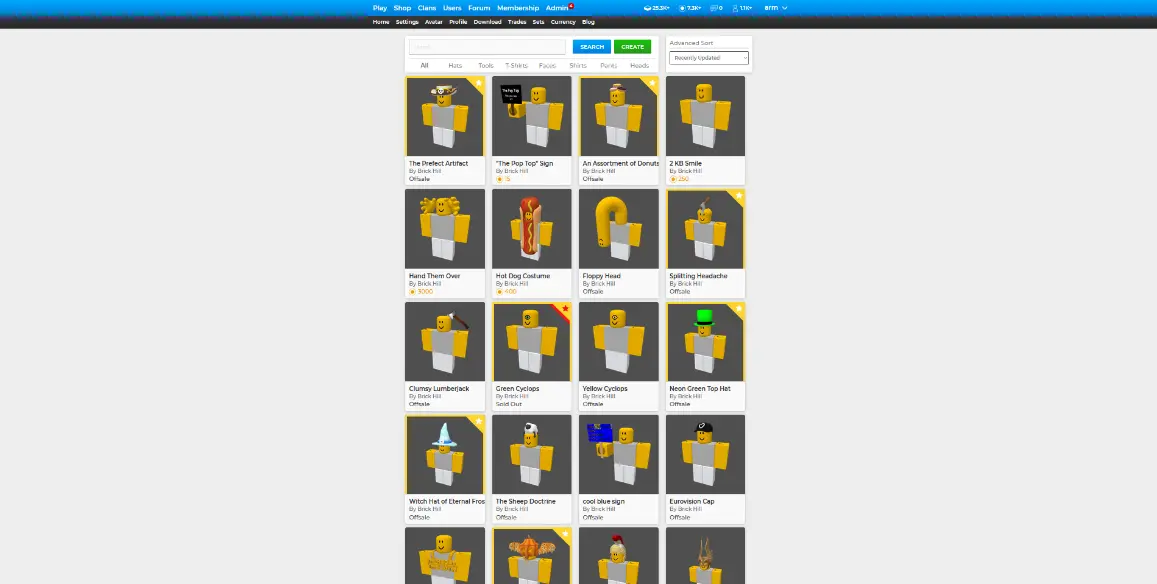 Play Shop Clans Users Forum Membership Admin 25.3K+ 7.3K+ 0 1.1K+
Home Settings Avatar Profile Download Trades Sets Currency Blog
SEARCH CREATE
Advanced Sort
Recently Updated
All Hats Tools T-Shirts Faces Shirts Pants Heads
The Pop Top
The Prefect Artifact
By Brick Hill
Offsale
"The Pop Top" Sign
By Brick Hill
15
An Assortment of Donuts
By Brick Hill
Offsale
2 KB Smile
By Brick Hill
250
Hand Them Over
By Brick Hill
3000
Hot Dog Costume
By Brick Hill
400
Floppy Head
By Brick Hill
Offsale
Splitting Headache
By Brick Hill
Offsale
Clumsy Lumberjack
By Brick Hill
Offsale
Green Cyclops
By Brick Hill
Sold Out
Yellow Cyclops
By Brick Hill
Offsale
Neon Green Top Hat
By Brick Hill
Offsale
Witch Hat of Eternal Fros
By Brick Hill
Offsale
The Sheep Doctrine
By Brick Hill
Offsale
cool blue sign
By Brick Hill
Offsale
Eurovision Cap
By Brick Hill
Offsale